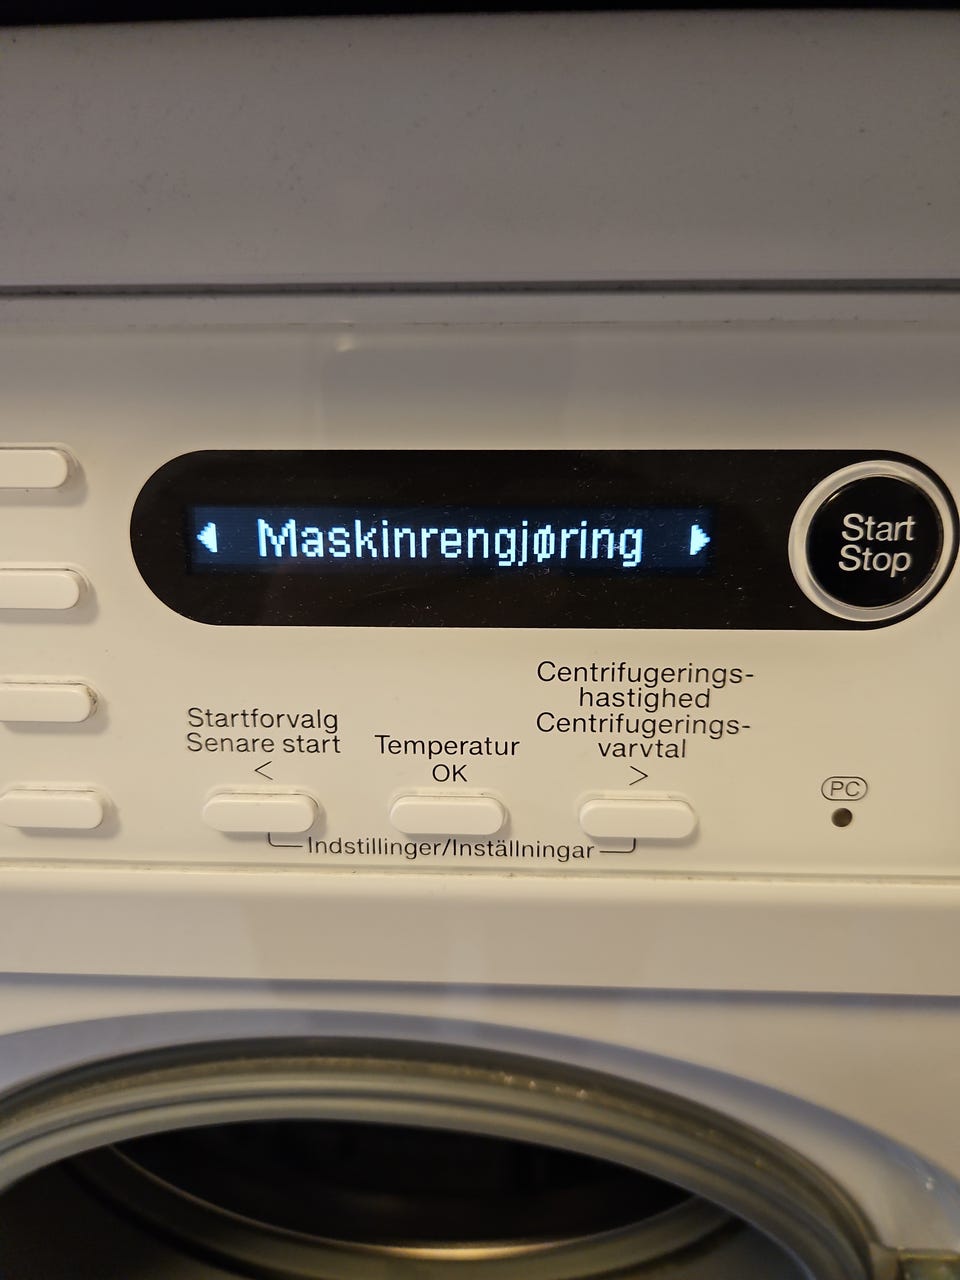 Maskinrengjøring
Start
Stop
Centrifugerings-
hastighed
Centrifugerings-
varvtal
Startforvalg
Senare start
<
Temperatur
OK
>
PC
Indstillinger/Inställningar